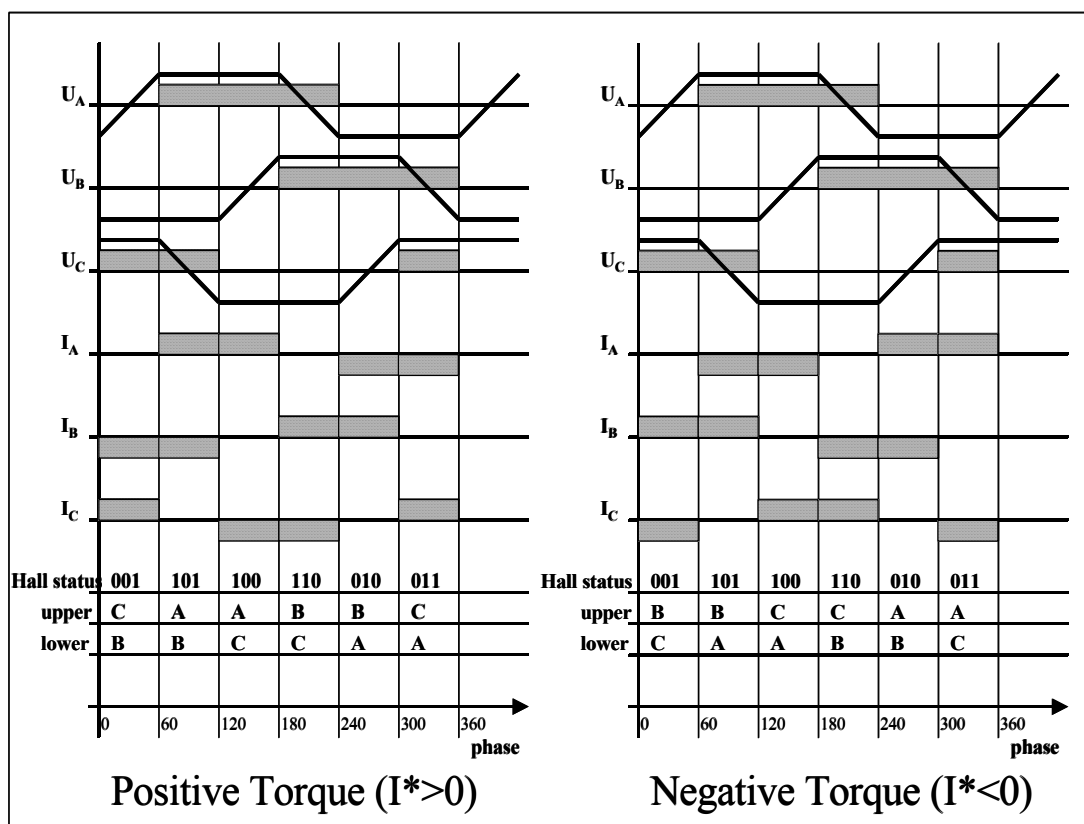 U_A
U_B
U_C
I_A
I_B
I_C
Hall status 001 101 100 110 010 011
upper C A A B B C
lower B B C C A A
0 60 120 180 240 300 360
phase
Positive Torque (I*>0)
U_A
U_B
U_C
I_A
I_B
I_C
Hall status 001 101 100 110 010 011
upper B B C C A A
lower C A A B B C
0 60 120 180 240 300 360
phase
Negative Torque (I*<0)